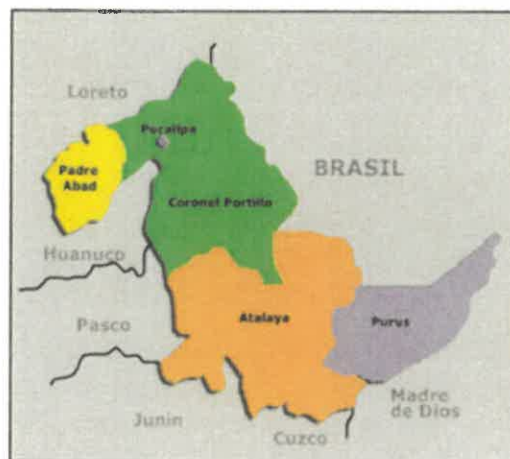 Loreto
Pucallpa
BRASIL
Padre
Abad
Coronel Portillo
Huanuco
Pasco
Atalaya
Purus
Madre
de Dios
Junin
Cuzco